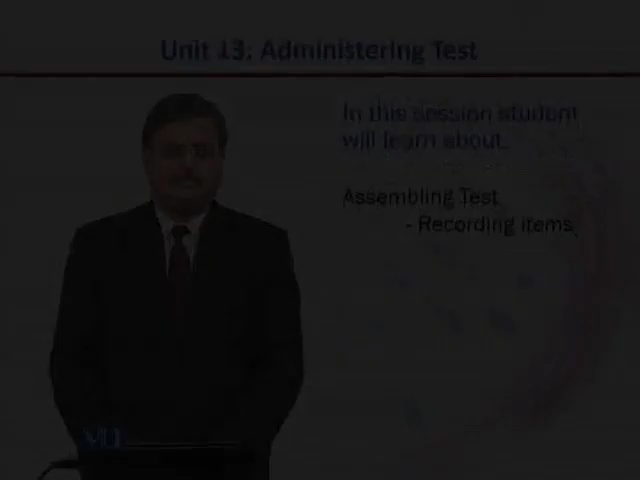 Unit 13: Administering Test
In this session student
will learn about.
Assembling Test
- Recording items